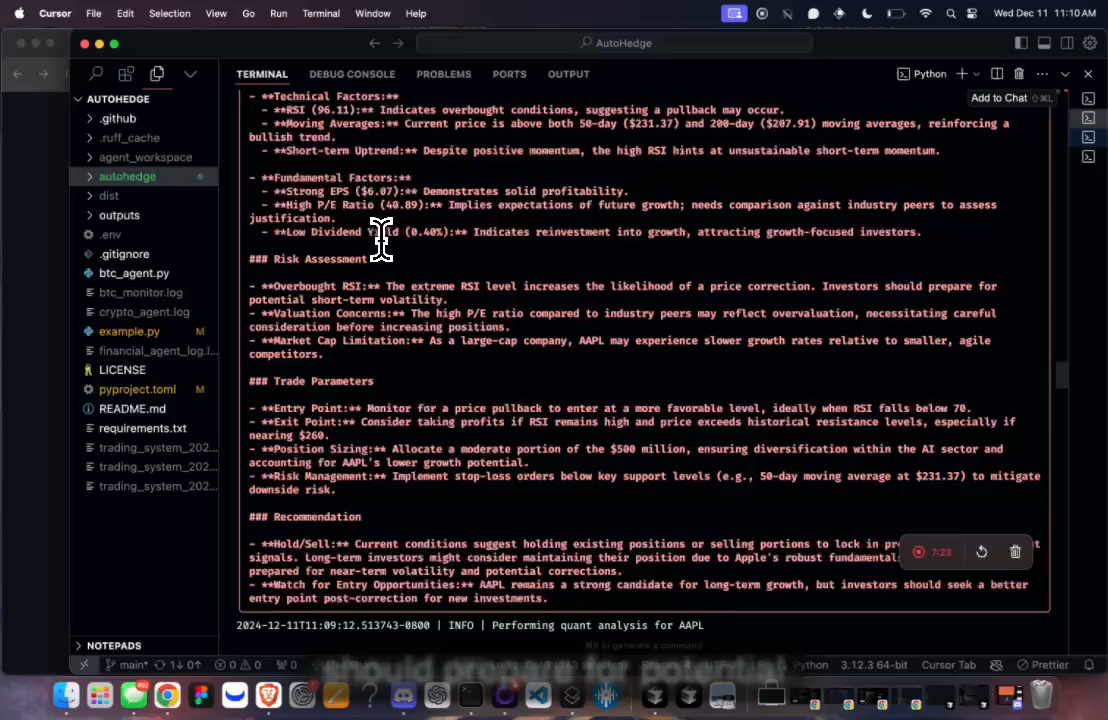 Cursor File Edit Selection View Go Run Terminal Window Help Wed Dec 11 11:10 AM
AutoHedge
TERMINAL DEBUG CONSOLE PROBLEMS PORTS OUTPUT Python
Add to Chat ⇧⌘L
AUTOHEDGE
.github
.ruff_cache
agent_workspace
autohedge
dist
outputs
.env
.gitignore
btc_agent.py
btc_monitor.log
crypto_agent.log
example.py M
financial_agent_log.l...
LICENSE
pyproject.toml M
README.md
requirements.txt
trading_system_202...
trading_system_202...
trading_system_202...
NOTEPADS
- **Technical Factors:**
- **RSI (96.11):** Indicates overbought conditions, suggesting a pullback may occur.
- **Moving Averages:** Current price is above both 50-day ($231.37) and 200-day ($207.91) moving averages, reinforcing a
bullish trend.
- **Short-term Uptrend:** Despite positive momentum, the high RSI hints at unsustainable short-term momentum.
- **Fundamental Factors:**
- **Strong EPS ($6.07):** Demonstrates solid profitability.
- **High P/E Ratio (40.89):** Implies expectations of future growth; needs comparison against industry peers to assess
justification.
- **Low Dividend Yield (0.40%):** Indicates reinvestment into growth, attracting growth-focused investors.
### Risk Assessment
- **Overbought RSI:** The extreme RSI level increases the likelihood of a price correction. Investors should prepare for
potential short-term volatility.
- **Valuation Concerns:** The high P/E ratio compared to industry peers may reflect overvaluation, necessitating careful
consideration before increasing positions.
- **Market Cap Limitation:** As a large-cap company, AAPL may experience slower growth rates relative to smaller, agile
competitors.
### Trade Parameters
- **Entry Point:** Monitor for a price pullback to enter at a more favorable level, ideally when RSI falls below 70.
- **Exit Point:** Consider taking profits if RSI remains high and price exceeds historical resistance levels, especially if
nearing $260.
- **Position Sizing:** Allocate a moderate portion of the $500 million, ensuring diversification within the AI sector and
accounting for AAPL's lower growth potential.
- **Risk Management:** Implement stop-loss orders below key support levels (e.g., 50-day moving average at $231.37) to mitigate
downside risk.
### Recommendation
- **Hold/Sell:** Current conditions suggest holding existing positions or selling portions to lock in
signals. Long-term investors might consider maintaining their position due to Apple's robust
prepared for near-term volatility and potential corrections.
- **Watch for Entry Opportunities:** AAPL remains a strong candidate for long-term growth, but investors should seek a better
entry point post-correction for new investments.
7:23
2024-12-11T11:09:12.513743-0800 | INFO | Performing quant analysis for AAPL
⌘K to generate a command
main* 1↓ 0↑ 0 0 0 Python 3.12.3 64-bit Cursor Tab Prettier